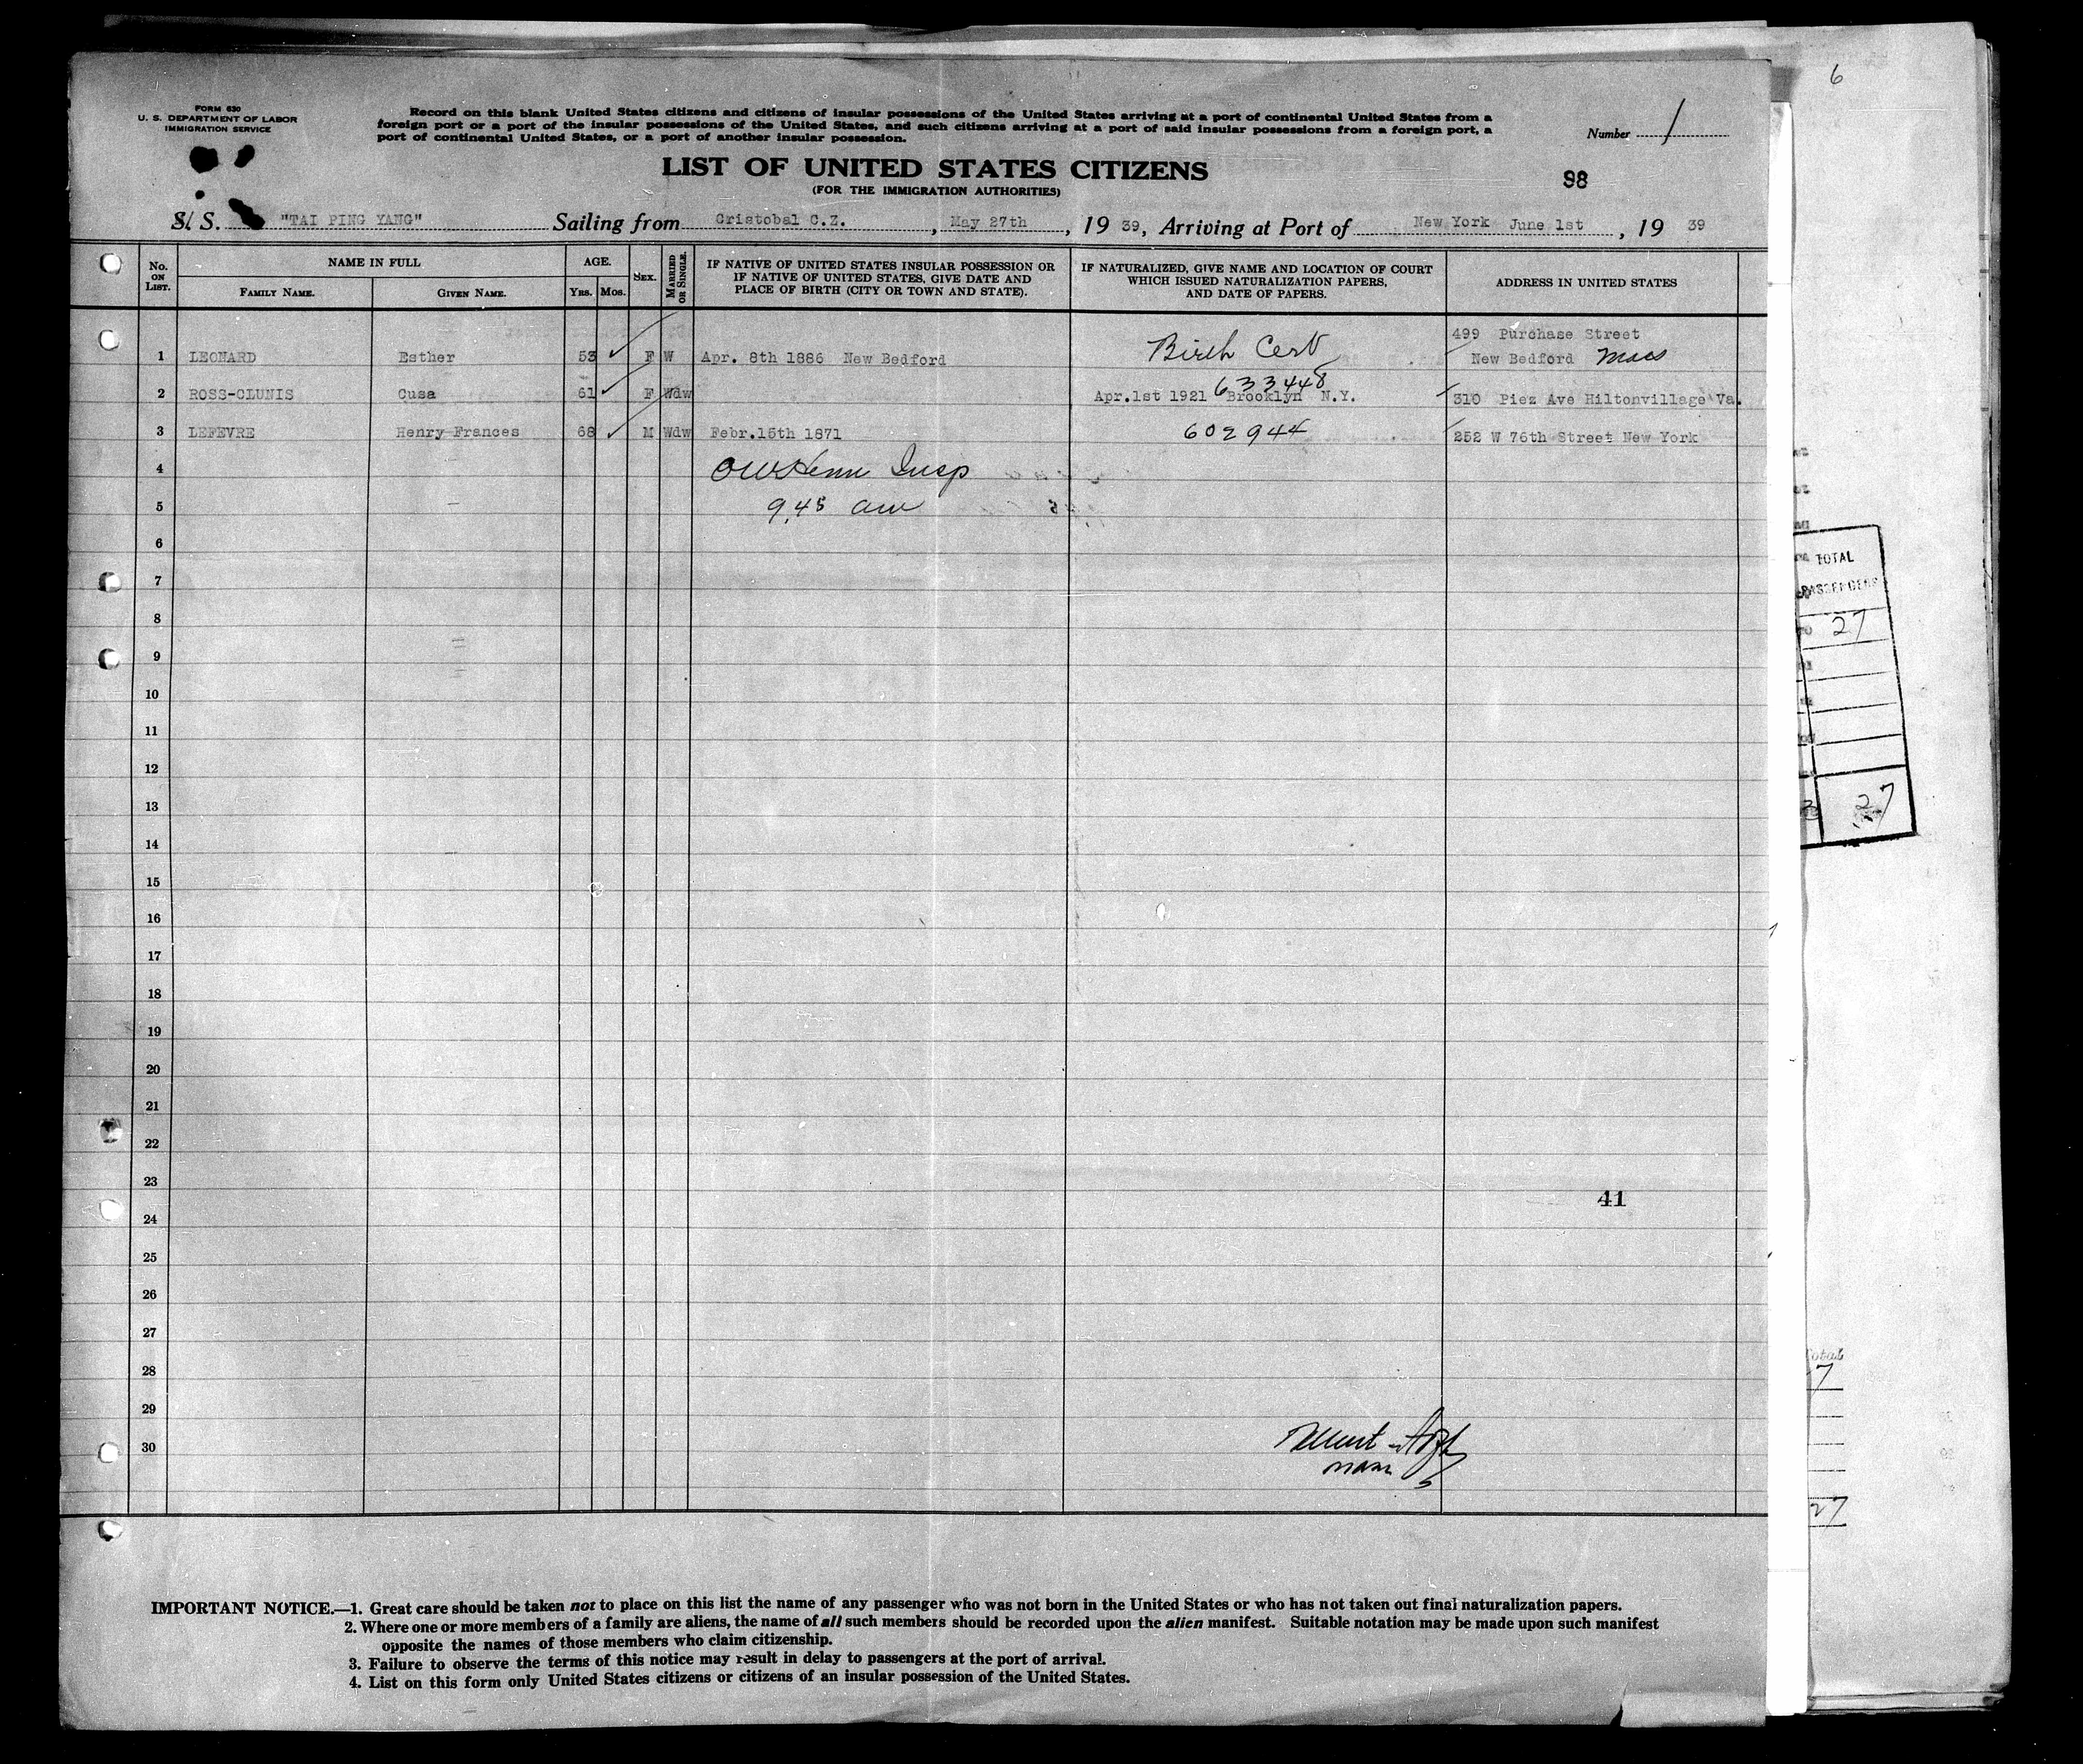 6
FORM 630
U. S. DEPARTMENT OF LABOR
IMMIGRATION SERVICE
Record on this blank United States citizens and citizens of insular possessions of the United States arriving at a port of continental United States from a
foreign port or a port of the insular possessions of the United States, and such citizens arriving at a port of said insular possessions from a foreign port, a
port of continental United States, or a port of another insular possession.
Number 1
LIST OF UNITED STATES CITIZENS
(FOR THE IMMIGRATION AUTHORITIES)
98
S. S. "TAI PING YANG" Sailing from Cristobal C.Z. , May 27th , 19 39, Arriving at Port of New York June 1st , 19 39
No. ON LIST.
NAME IN FULL
FAMILY NAME.
GIVEN NAME.
AGE.
YRS. MOS.
SEX.
MARRIED OR SINGLE.
IF NATIVE OF UNITED STATES INSULAR POSSESSION OR
IF NATIVE OF UNITED STATES, GIVE DATE AND
PLACE OF BIRTH (CITY OR TOWN AND STATE).
IF NATURALIZED, GIVE NAME AND LOCATION OF COURT
WHICH ISSUED NATURALIZATION PAPERS,
AND DATE OF PAPERS.
ADDRESS IN UNITED STATES
499 Purchase Street
1 LEONARD Esther 53 F W Apr. 8th 1886 New Bedford Birth Cert New Bedford Mass
633448
2 ROSS-CLUNIS Cusa 61 F Wdw Apr.1st 1921 Brooklyn N.Y. 310 Piez Ave Hiltonvillage Va.
3 LEFEVRE Henry Frances 68 M Wdw Febr.15th 1871 602944 252 W 76th Street New York
4 Insp
5 9.45 am
6
7
8
9
10
11
12
13
14
15
16
17
18
19
20
21
22
23
41
24
25
26
27
28
29
30
TOTAL
PASSENGERS
27
27
Total
27
IMPORTANT NOTICE.—1. Great care should be taken not to place on this list the name of any passenger who was not born in the United States or who has not taken out final naturalization papers.
2. Where one or more members of a family are aliens, the name of all such members should be recorded upon the alien manifest. Suitable notation may be made upon such manifest
opposite the names of those members who claim citizenship.
3. Failure to observe the terms of this notice may result in delay to passengers at the port of arrival.
4. List on this form only United States citizens or citizens of an insular possession of the United States.